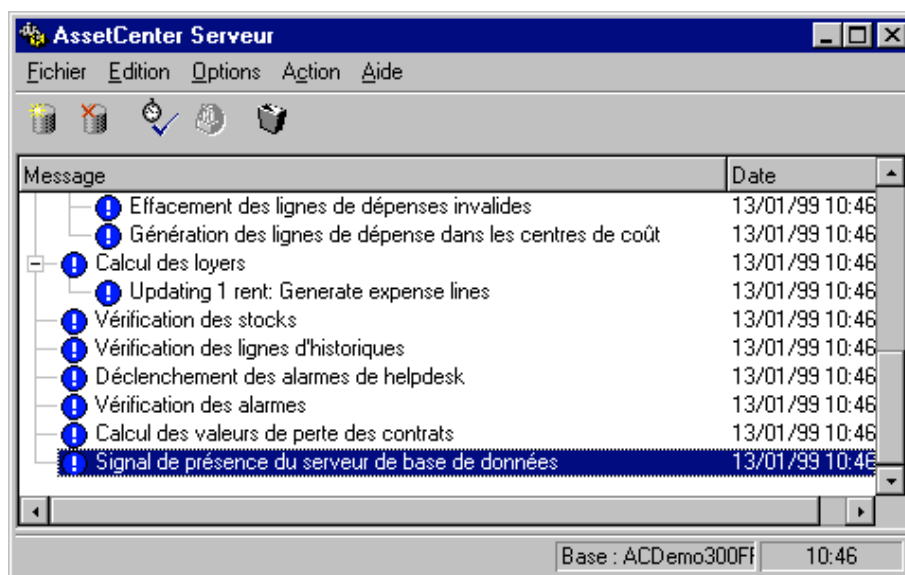 AssetCenter Serveur
Fichier Edition Options Action Aide
Message Date
Effacement des lignes de dépenses invalides 13/01/99 10:46
Génération des lignes de dépense dans les centres de coût 13/01/99 10:46
Calcul des loyers 13/01/99 10:46
Updating 1 rent: Generate expense lines 13/01/99 10:46
Vérification des stocks 13/01/99 10:46
Vérification des lignes d'historiques 13/01/99 10:46
Déclenchement des alarmes de helpdesk 13/01/99 10:46
Vérification des alarmes 13/01/99 10:46
Calcul des valeurs de perte des contrats 13/01/99 10:46
Signal de présence du serveur de base de données 13/01/99 10:46
Base : ACDemo300FF 10:46